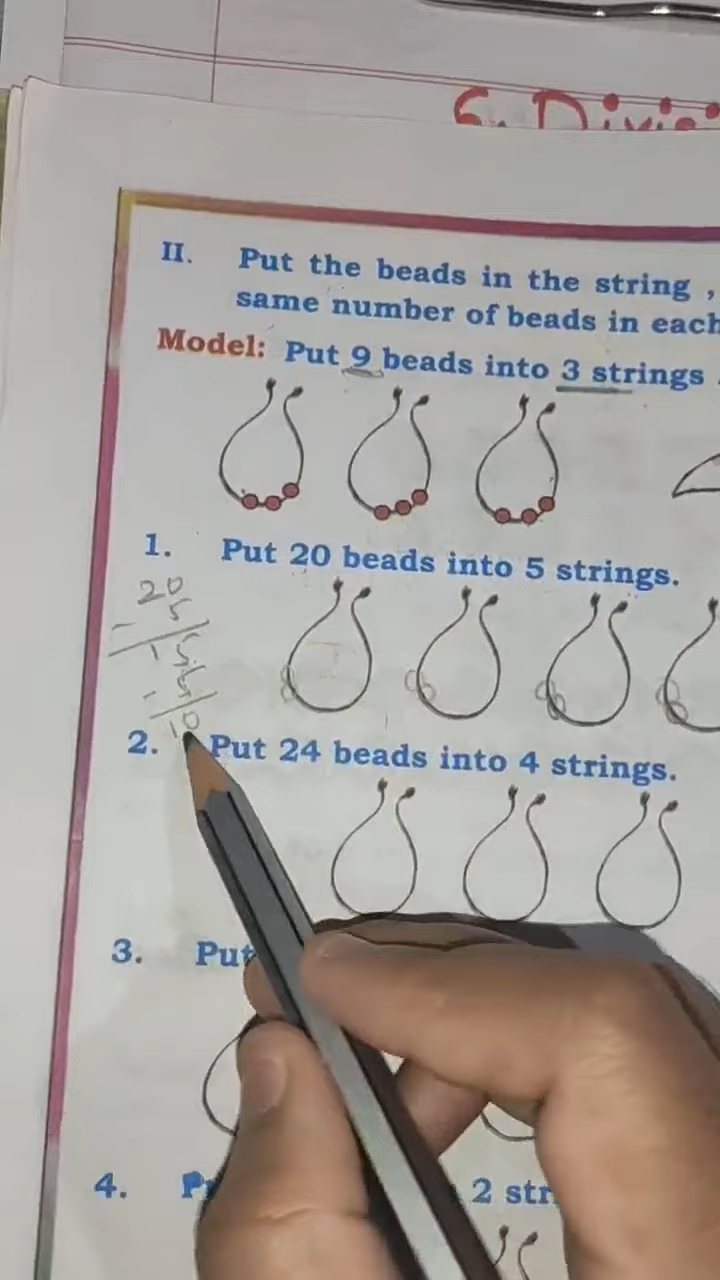 6. Divisi
II. Put the beads in the string ,
same number of beads in each
Model: Put 9 beads into 3 strings
1. Put 20 beads into 5 strings.
20
- 5
15
- 5
10
2. Put 24 beads into 4 strings.
3. Put
4. 2 str